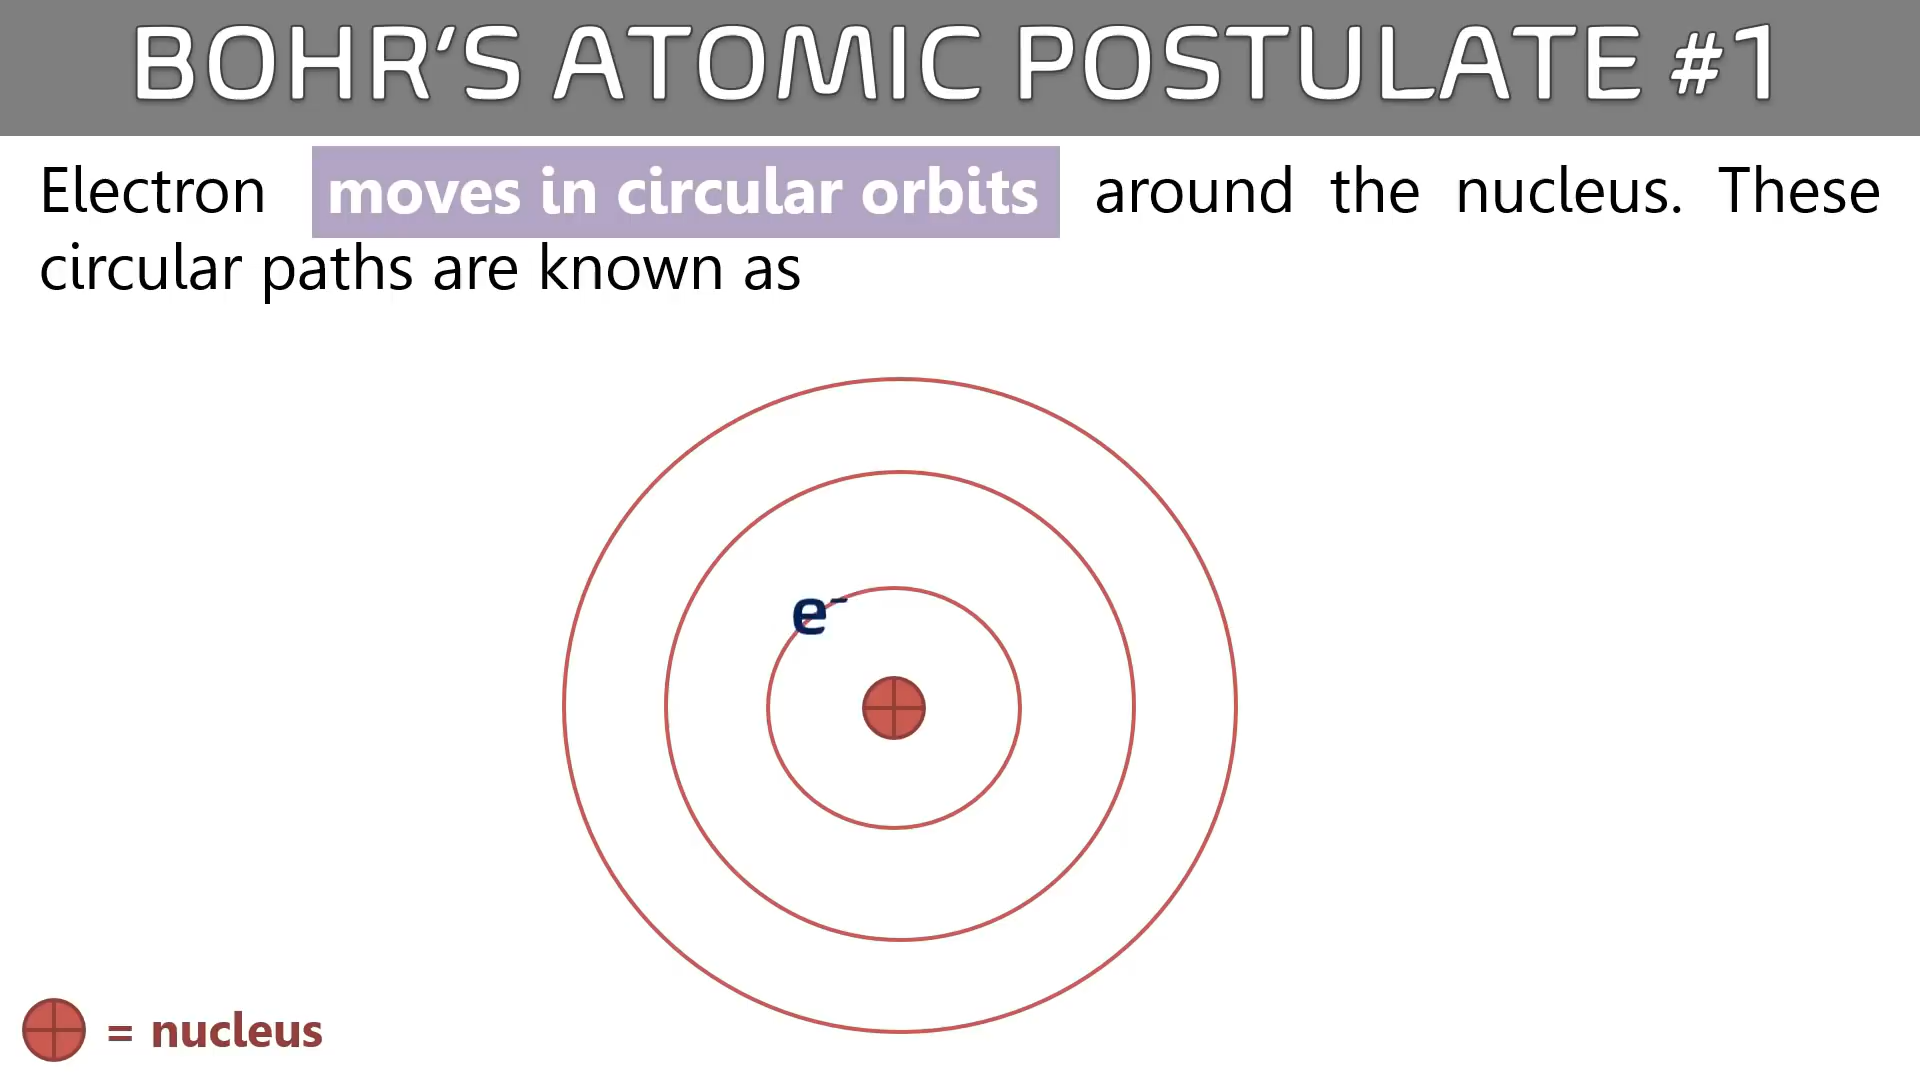 BOHR’S ATOMIC POSTULATE #1
Electron moves in circular orbits around the nucleus. These
circular paths are known as
e⁻
= nucleus